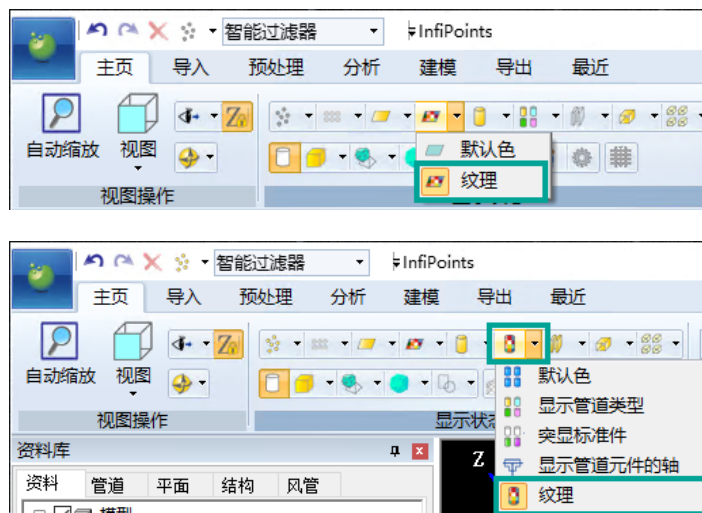 智能过滤器 InfiPoints
主页 导入 预处理 分析 建模 导出 最近
自动缩放 视图
默认色
纹理
视图操作
智能过滤器 InfiPoints
主页 导入 预处理 分析 建模 导出 最近
自动缩放 视图
默认色
显示管道类型
突显标准件
视图操作 显示状态
资料库
Z
显示管道元件的轴
资料 管道 平面 结构 风管
纹理
模型